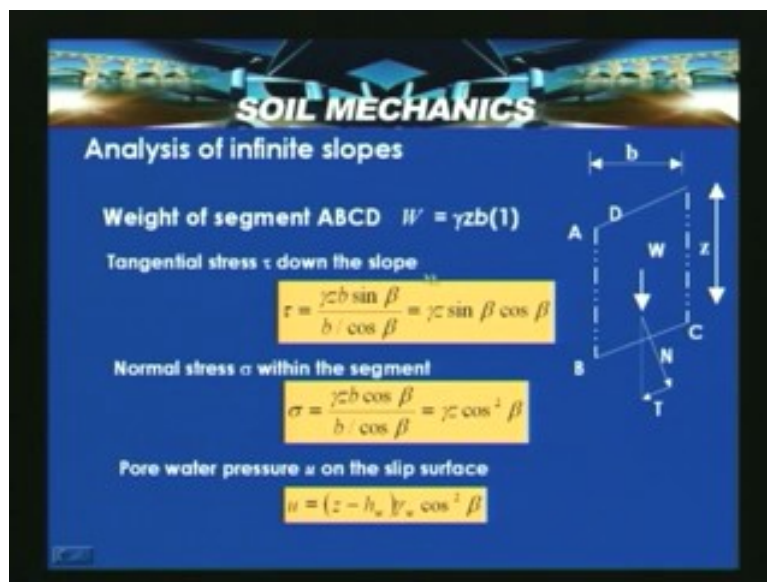 SOIL MECHANICS
Analysis of infinite slopes
Weight of segment ABCD W = γzb(1)
Tangential stress τ down the slope
τ = γzb sin β / (b / cos β) = γz sin β cos β
Normal stress σ within the segment
σ = γzb cos β / (b / cos β) = γz cos² β
Pore water pressure u on the slip surface
u = (z − h_w)γ_w cos² β
b
A
D
W
z
B
C
N
T